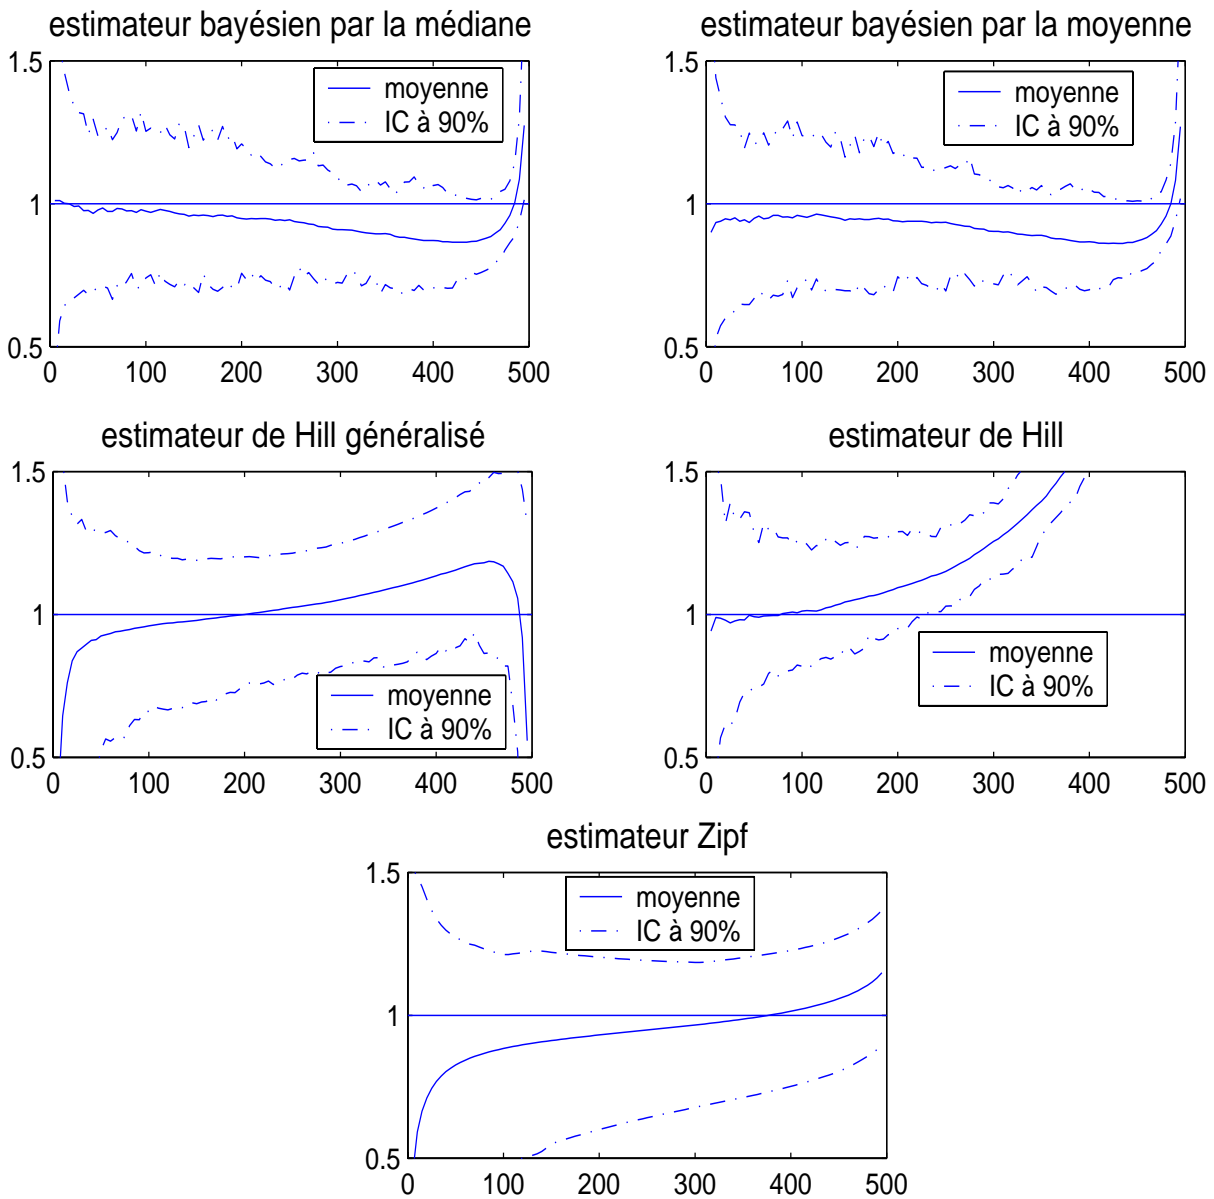 estimateur bayésien par la médiane
1.5
1
0.5
0 100 200 300 400 500
moyenne
IC à 90%
estimateur bayésien par la moyenne
1.5
1
0.5
0 100 200 300 400 500
moyenne
IC à 90%
estimateur de Hill généralisé
1.5
1
0.5
0 100 200 300 400 500
moyenne
IC à 90%
estimateur de Hill
1.5
1
0.5
0 100 200 300 400 500
moyenne
IC à 90%
estimateur Zipf
1.5
1
0.5
0 100 200 300 400 500
moyenne
IC à 90%